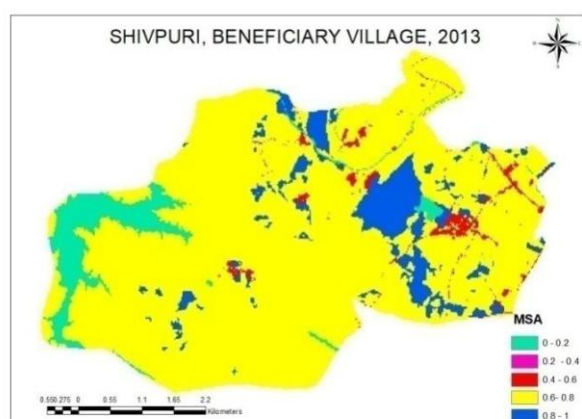 SHIVPURI, BENEFICIARY VILLAGE, 2013
MSA
0 - 0.2
0.2 - 0.4
0.4 - 0.6
0.6- 0.8
0.8 - 1
0.550.275 0 0.55 1.1 1.65 2.2
Kilometers